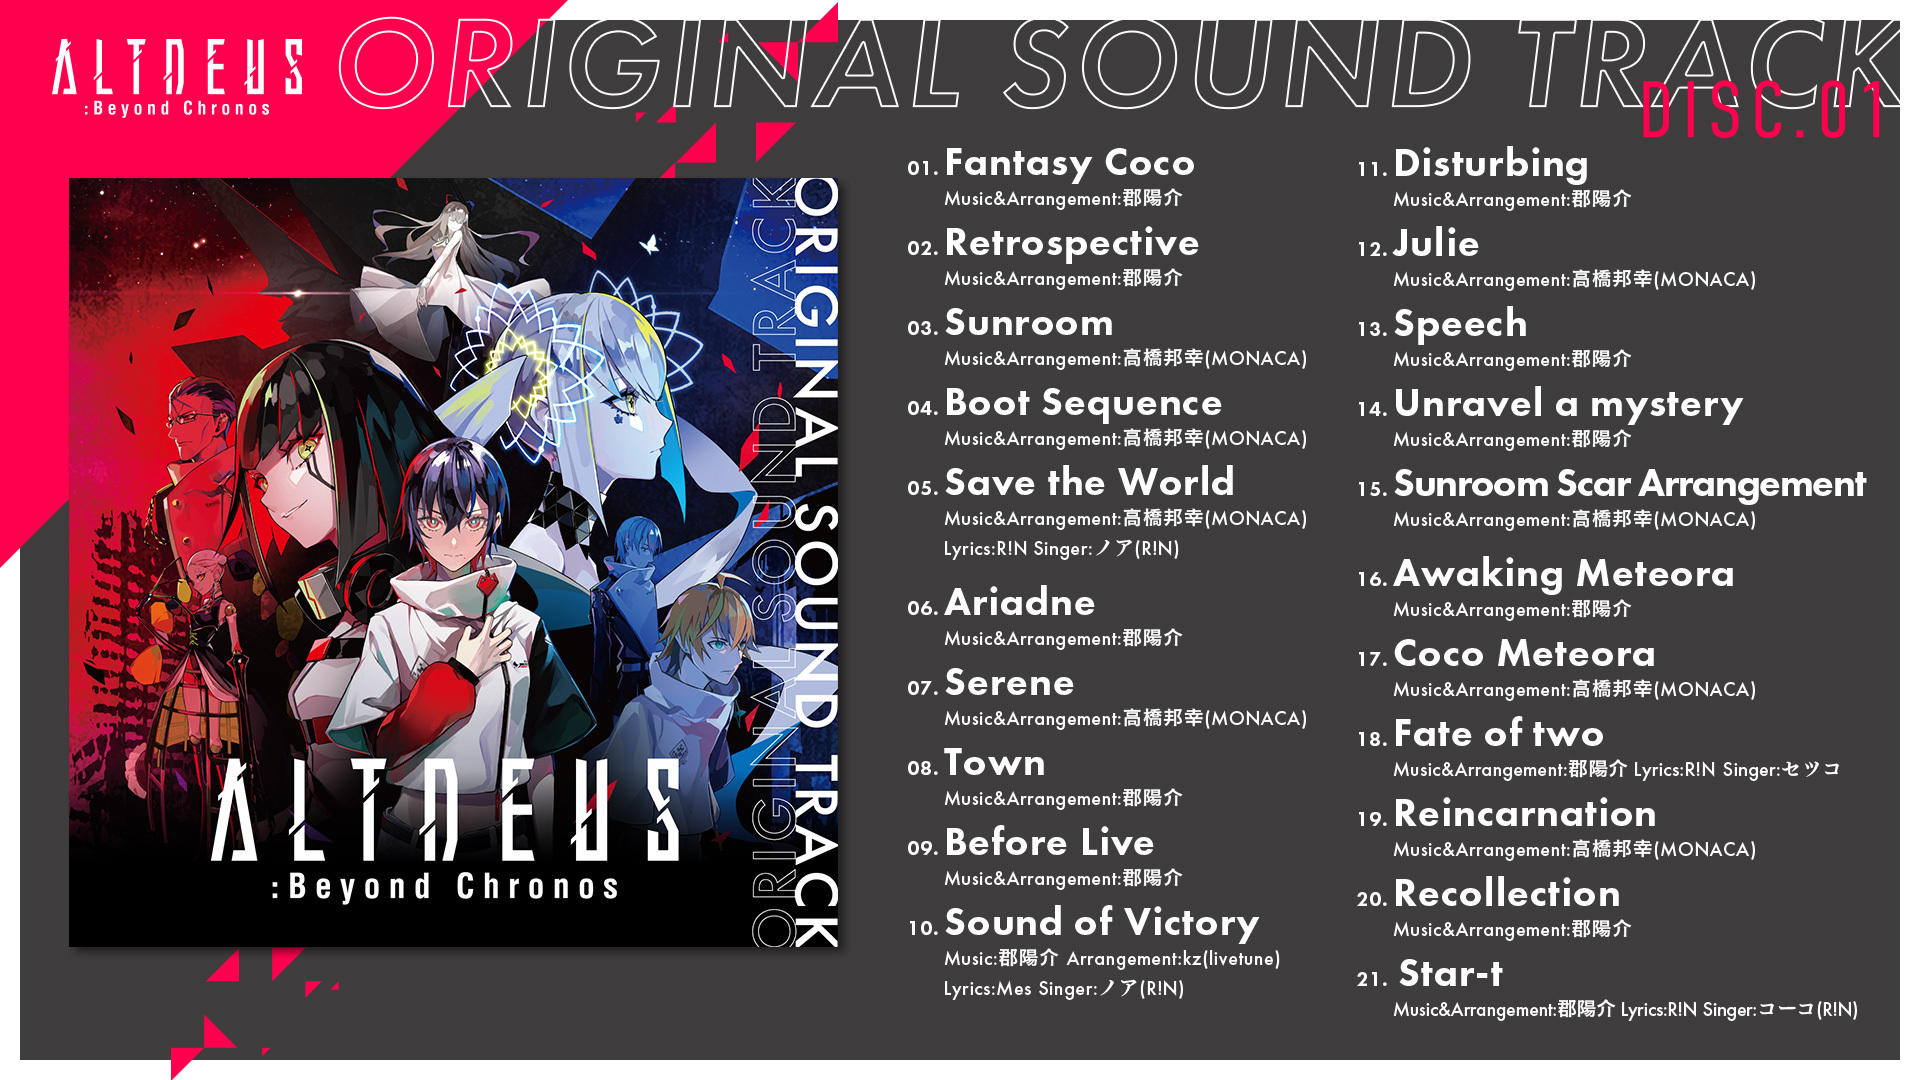 ALTDEUS
:Beyond Chronos
ORIGINAL SOUND TRACK
DISC.01
ORIGINAL SOUND TRACK
ORIGINAL SOUND TRACK
ALTDEUS
:Beyond Chronos
01. Fantasy Coco
Music&Arrangement:郡陽介
02. Retrospective
Music&Arrangement:郡陽介
03. Sunroom
Music&Arrangement:高橋邦幸(MONACA)
04. Boot Sequence
Music&Arrangement:高橋邦幸(MONACA)
05. Save the World
Music&Arrangement:高橋邦幸(MONACA)
Lyrics:R!N Singer:ノア(R!N)
06. Ariadne
Music&Arrangement:郡陽介
07. Serene
Music&Arrangement:高橋邦幸(MONACA)
08. Town
Music&Arrangement:郡陽介
09. Before Live
Music&Arrangement:郡陽介
10. Sound of Victory
Music:郡陽介 Arrangement:kz(livetune)
Lyrics:Mes Singer:ノア(R!N)
11. Disturbing
Music&Arrangement:郡陽介
12. Julie
Music&Arrangement:高橋邦幸(MONACA)
13. Speech
Music&Arrangement:郡陽介
14. Unravel a mystery
Music&Arrangement:郡陽介
15. Sunroom Scar Arrangement
Music&Arrangement:高橋邦幸(MONACA)
16. Awaking Meteora
Music&Arrangement:郡陽介
17. Coco Meteora
Music&Arrangement:高橋邦幸(MONACA)
18. Fate of two
Music&Arrangement:郡陽介 Lyrics:R!N Singer:セツコ
19. Reincarnation
Music&Arrangement:高橋邦幸(MONACA)
20. Recollection
Music&Arrangement:郡陽介
21. Star-t
Music&Arrangement:郡陽介 Lyrics:R!N Singer:コーコ(R!N)